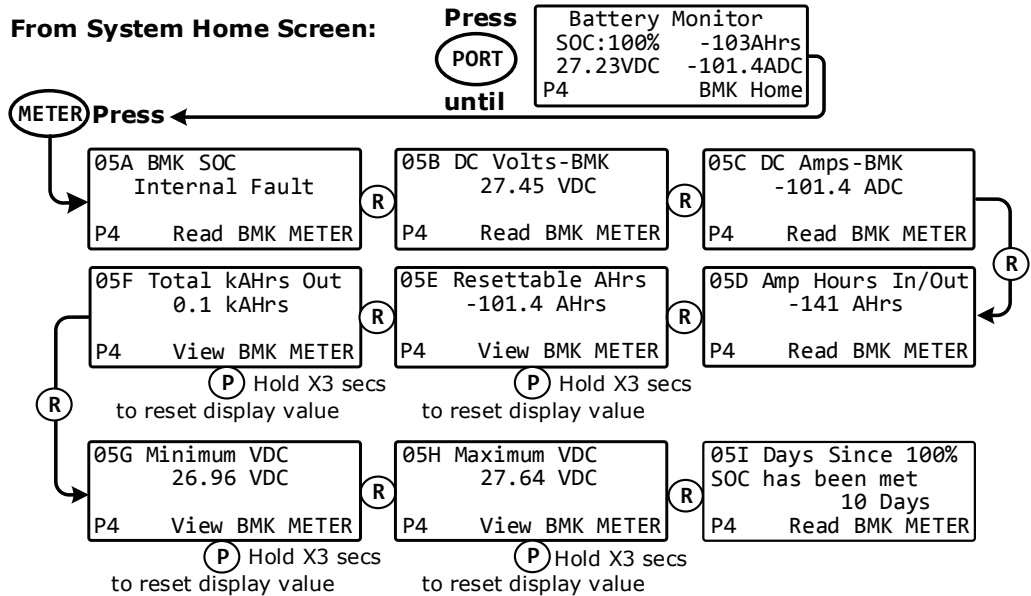 From System Home Screen:
Press
PORT
until
Battery Monitor
SOC:100% -103AHrs
27.23VDC -101.4ADC
P4 BMK Home
METER Press
05A BMK SOC
Internal Fault
P4 Read BMK METER
R
05B DC Volts-BMK
27.45 VDC
P4 Read BMK METER
R
05C DC Amps-BMK
-101.4 ADC
P4 Read BMK METER
R
05D Amp Hours In/Out
-141 AHrs
P4 Read BMK METER
R
05E Resettable AHrs
-101.4 AHrs
P4 View BMK METER
P Hold X3 secs
to reset display value
R
05F Total kAHrs Out
0.1 kAHrs
P4 View BMK METER
P Hold X3 secs
to reset display value
R
05G Minimum VDC
26.96 VDC
P4 View BMK METER
P Hold X3 secs
to reset display value
R
05H Maximum VDC
27.64 VDC
P4 View BMK METER
P Hold X3 secs
to reset display value
R
05I Days Since 100%
SOC has been met
10 Days
P4 Read BMK METER